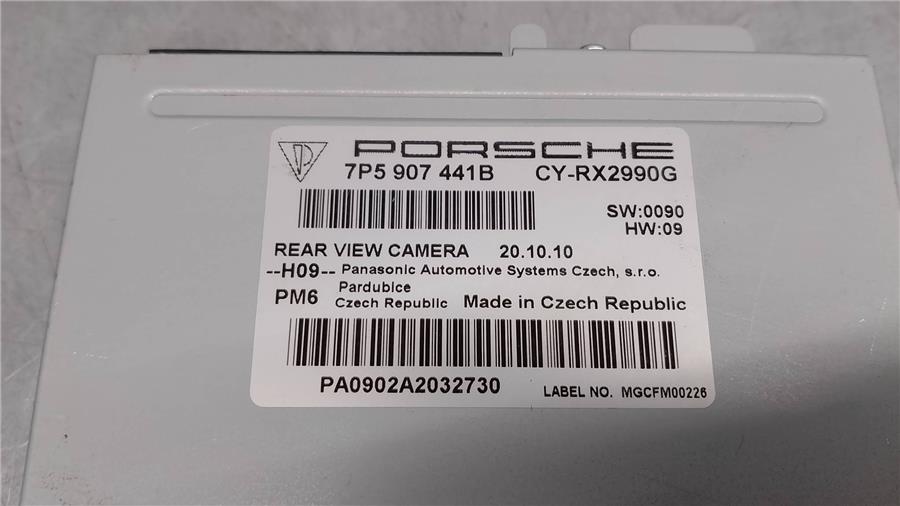 PORSCHE
7P5 907 441B CY-RX2990G
SW:0090
HW:09
REAR VIEW CAMERA 20.10.10
--H09-- Panasonic Automotive Systems Czech, s.r.o.
Pardubice
PM6 Czech Republic Made in Czech Republic
PA0902A2032730 LABEL NO. MGCFM00226